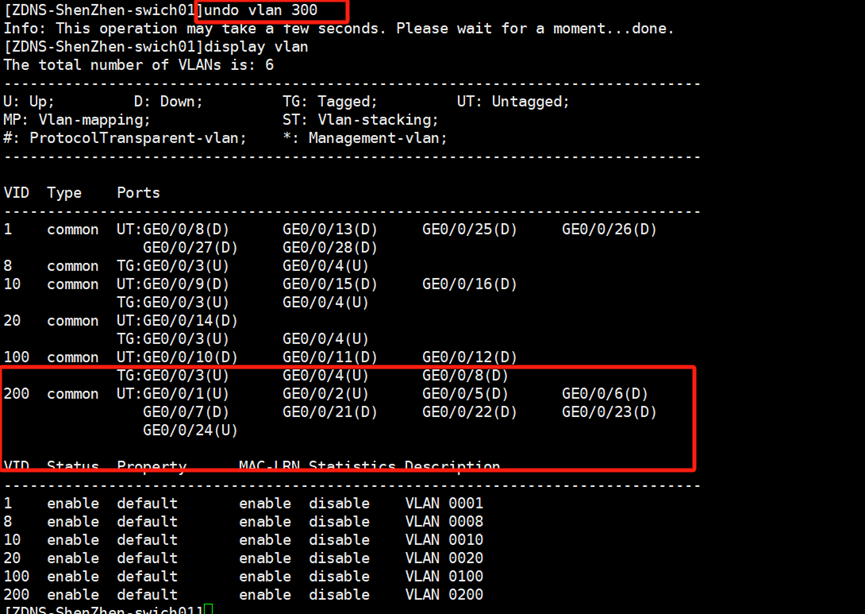 [ZDNS-ShenZhen-swich01]undo vlan 300
Info: This operation may take a few seconds. Please wait for a moment...done.
[ZDNS-ShenZhen-swich01]display vlan
The total number of VLANs is: 6
--------------------------------------------------------------------------------
U: Up;         D: Down;         TG: Tagged;         UT: Untagged;
MP: Vlan-mapping;               ST: Vlan-stacking;
#: ProtocolTransparent-vlan;    *: Management-vlan;
--------------------------------------------------------------------------------
VID  Type    Ports
--------------------------------------------------------------------------------
1    common  UT:GE0/0/8(D)      GE0/0/13(D)     GE0/0/25(D)     GE0/0/26(D)
                GE0/0/27(D)     GE0/0/28(D)
8    common  TG:GE0/0/3(U)      GE0/0/4(U)
10   common  UT:GE0/0/9(D)      GE0/0/15(D)     GE0/0/16(D)
             TG:GE0/0/3(U)      GE0/0/4(U)
20   common  UT:GE0/0/14(D)
             TG:GE0/0/3(U)      GE0/0/4(U)
100  common  UT:GE0/0/10(D)     GE0/0/11(D)     GE0/0/12(D)
             TG:GE0/0/3(U)      GE0/0/4(U)      GE0/0/8(D)
200  common  UT:GE0/0/1(U)      GE0/0/2(U)      GE0/0/5(D)      GE0/0/6(D)
                GE0/0/7(D)      GE0/0/21(D)     GE0/0/22(D)     GE0/0/23(D)
                GE0/0/24(U)
VID  Status  Property      MAC-LRN Statistics Description
--------------------------------------------------------------------------------
1    enable  default       enable  disable    VLAN 0001
8    enable  default       enable  disable    VLAN 0008
10   enable  default       enable  disable    VLAN 0010
20   enable  default       enable  disable    VLAN 0020
100  enable  default       enable  disable    VLAN 0100
200  enable  default       enable  disable    VLAN 0200
[ZDNS-ShenZhen-swich01]